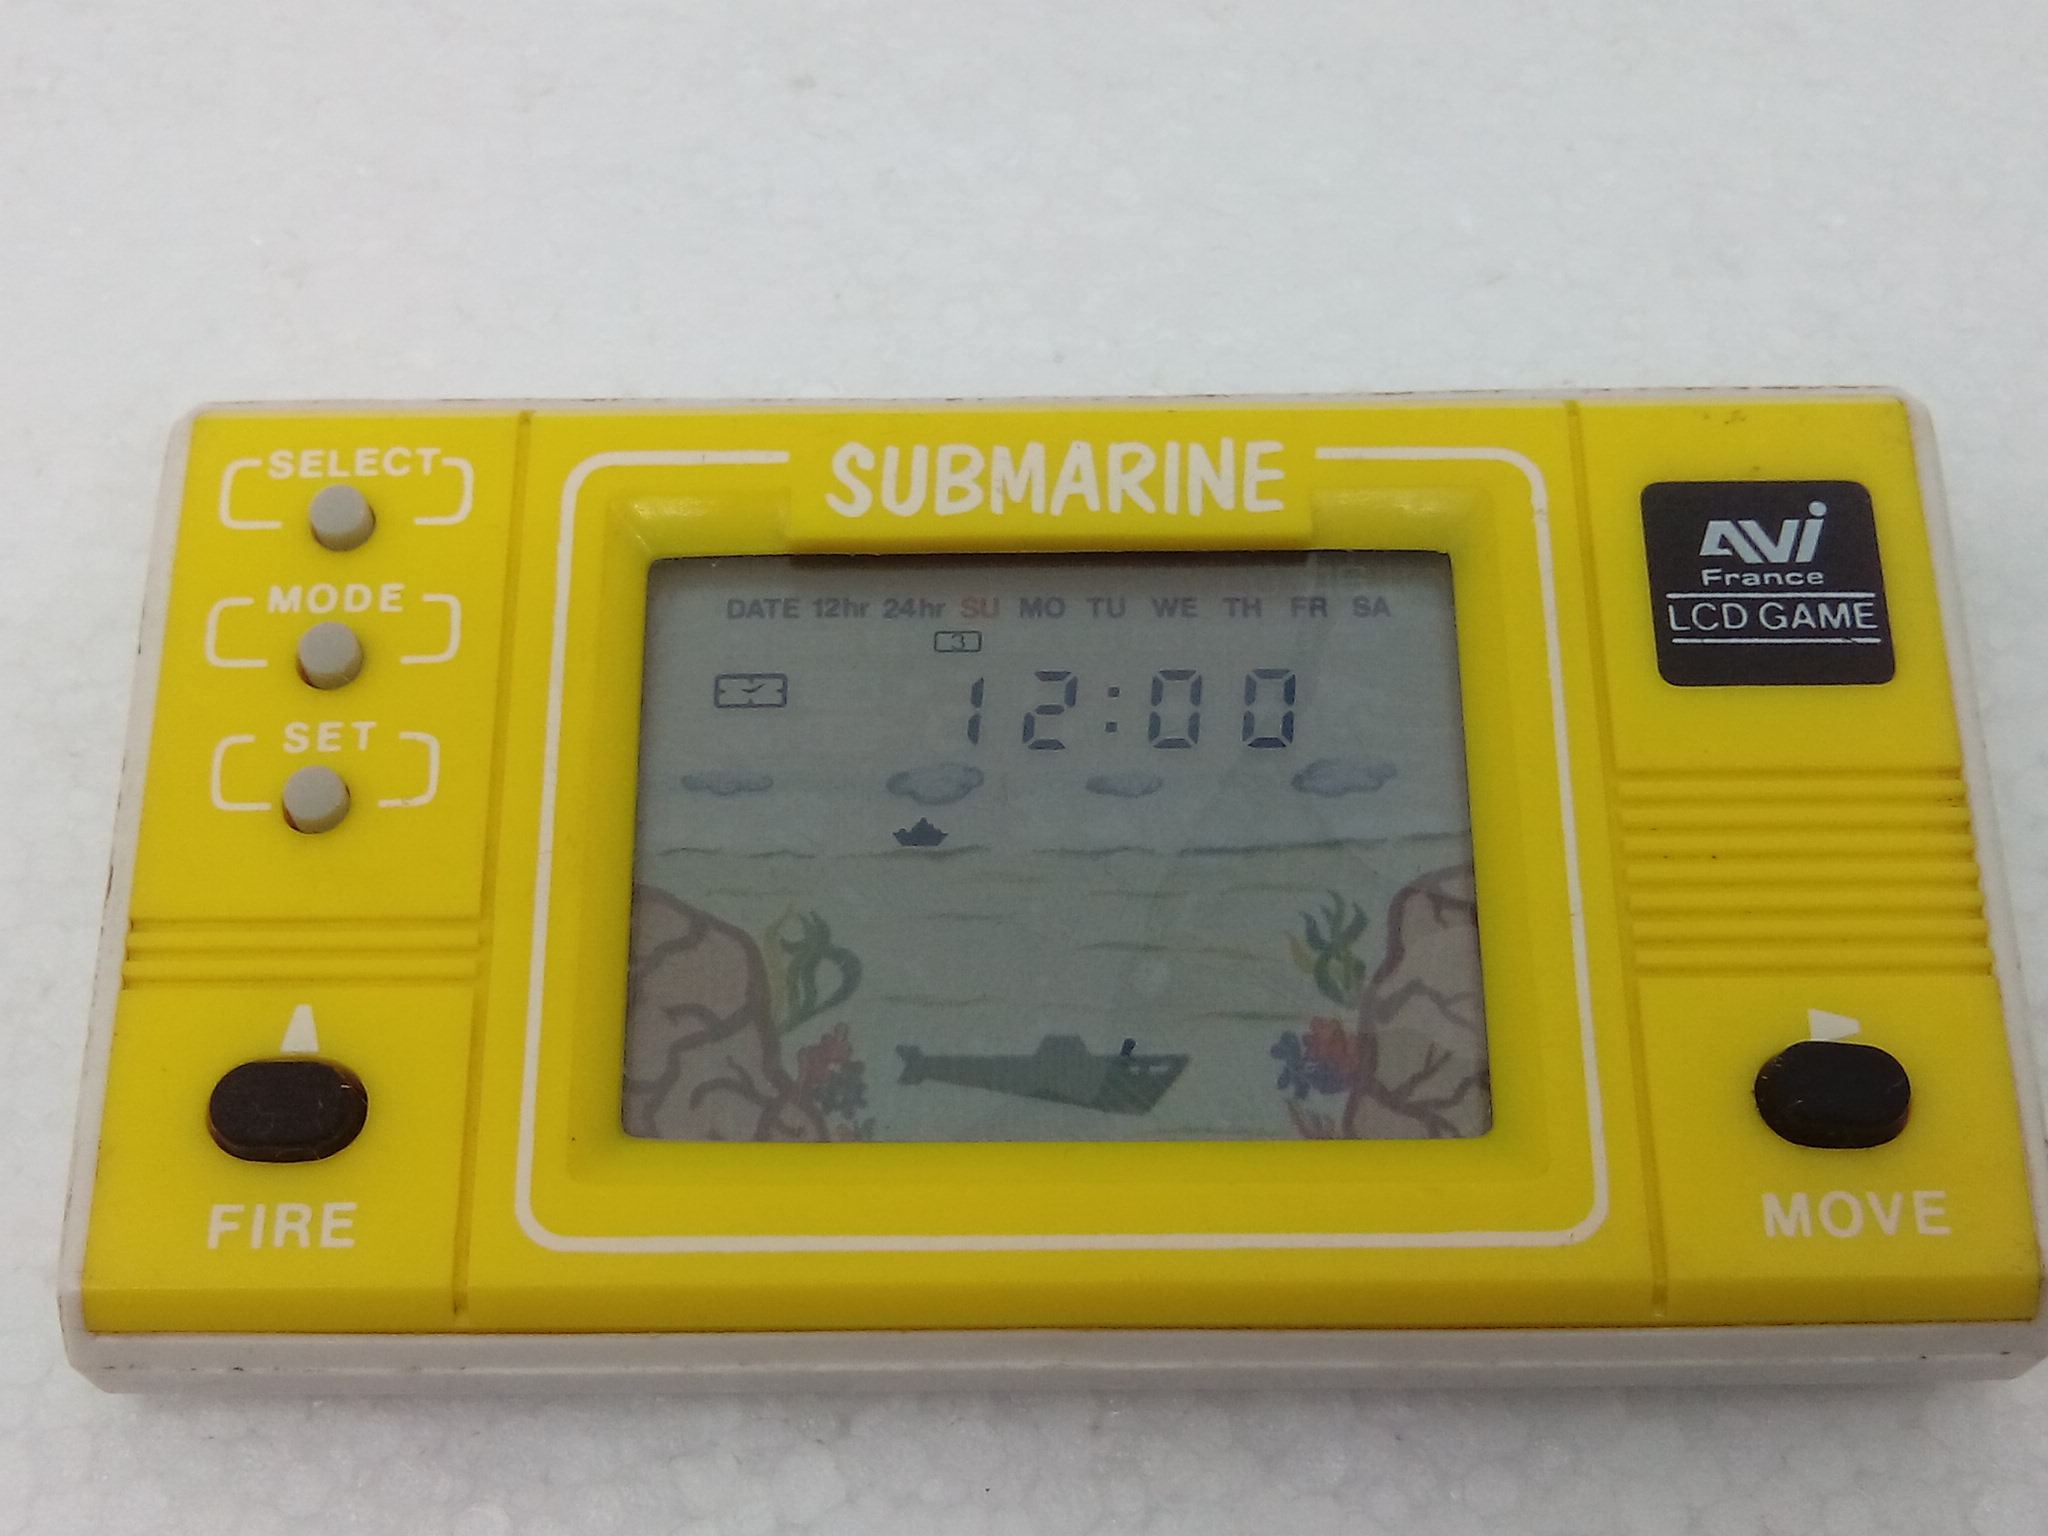 SUBMARINE
SELECT
MODE
SET
DATE 12hr 24hr SU MO TU WE TH FR SA
3
12:00
AVi
France
LCD GAME
FIRE
MOVE